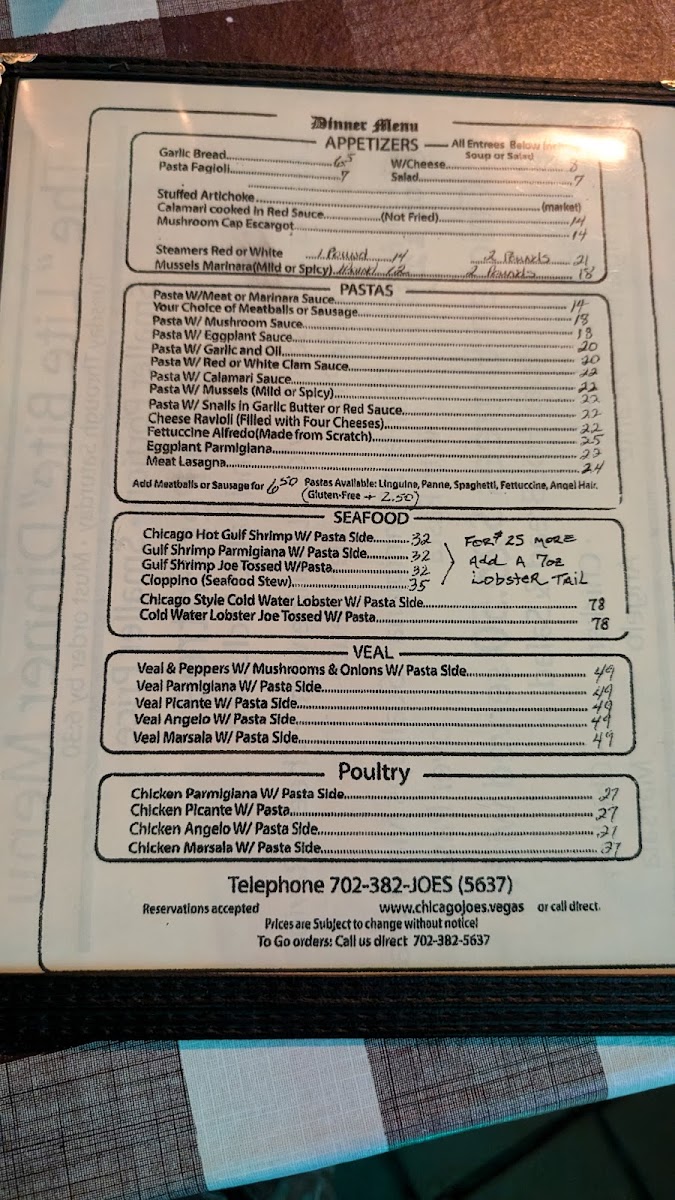 Dinner Menu
APPETIZERS
All Entrees Below
Soup or Salad
Garlic Bread 6.5 W/Cheese 8
Pasta Fagioli 7 Salad 7
Stuffed Artichoke (market)
Calamari cooked in Red Sauce (Not Fried) 14
Mushroom Cap Escargot 14
Steamers Red or White 1 Pound 14 2 Pounds 21
Mussels Marinara(Mild or Spicy) 1 Pound 2 Pounds 18
PASTAS
Pasta W/Meat or Marinara Sauce 14
Your Choice of Meatballs or Sausage 18
Pasta W/ Mushroom Sauce 18
Pasta W/ Eggplant Sauce 20
Pasta W/ Garlic and Oil 20
Pasta W/ Red or White Clam Sauce 22
Pasta W/ Calamari Sauce 22
Pasta W/ Mussels (Mild or Spicy) 22
Pasta W/ Snails in Garlic Butter or Red Sauce 22
Cheese Ravioli (Filled with Four Cheeses) 22
Fettuccine Alfredo(Made from Scratch) 25
Eggplant Parmigiana 22
Meat Lasagna 24
Add Meatballs or Sausage for 6 50 Pastas Available: Linguine, Penne, Spaghetti, Fettuccine, Angel Hair.
(Gluten-Free + 2.50)
SEAFOOD
Chicago Hot Gulf Shrimp W/ Pasta Side 32
Gulf Shrimp Parmigiana W/ Pasta Side 32
Gulf Shrimp Joe Tossed W/Pasta 32
Cioppino (Seafood Stew) 35
For $25 more
Add A 7oz
Lobster Tail
Chicago Style Cold Water Lobster W/ Pasta Side 78
Cold Water Lobster Joe Tossed W/ Pasta 78
VEAL
Veal & Peppers W/ Mushrooms & Onions W/ Pasta Side 49
Veal Parmigiana W/ Pasta Side 49
Veal Picante W/ Pasta Side 49
Veal Angelo W/ Pasta Side 49
Veal Marsala W/ Pasta Side 49
Poultry
Chicken Parmigiana W/ Pasta Side 27
Chicken Picante W/ Pasta 27
Chicken Angelo W/ Pasta Side 27
Chicken Marsala W/ Pasta Side 27
Telephone 702-382-JOES (5637)
Reservations accepted www.chicagojoes.vegas or call direct.
Prices are Subject to change without notice!
To Go orders: Call us direct 702-382-5637